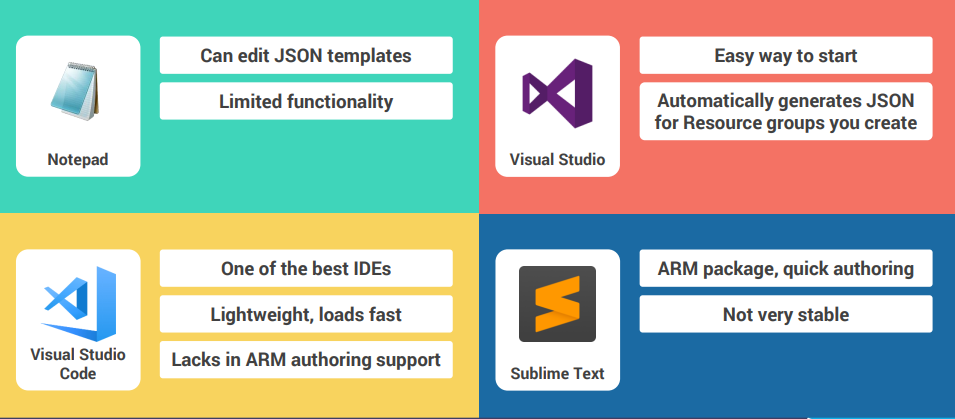 Can edit JSON templates
Limited functionality
Notepad
Easy way to start
Automatically generates JSON
for Resource groups you create
Visual Studio
One of the best IDEs
Lightweight, loads fast
Lacks in ARM authoring support
Visual Studio
Code
ARM package, quick authoring
Not very stable
Sublime Text